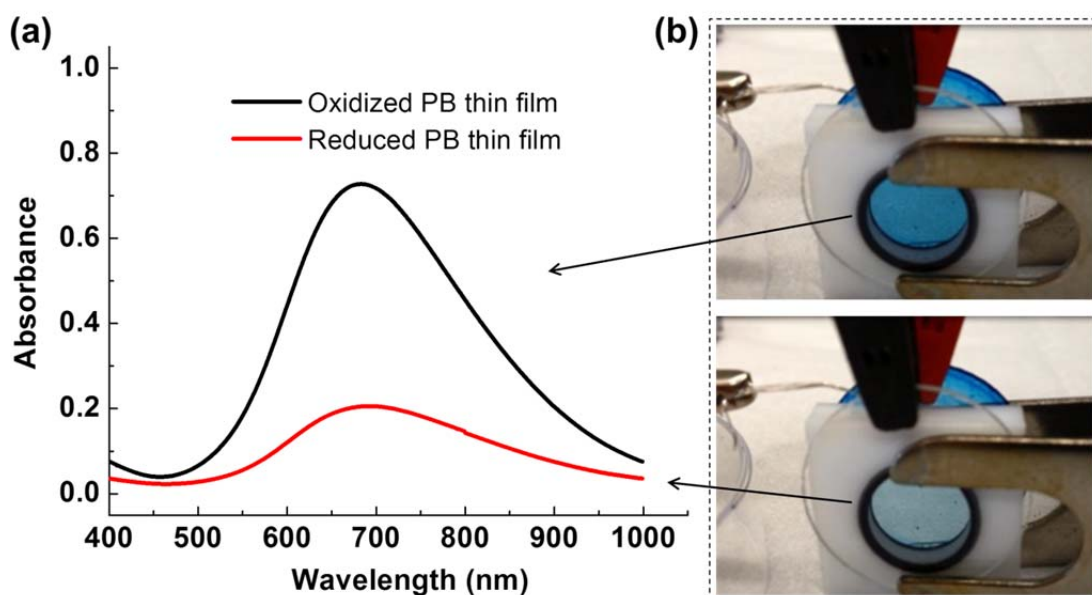 (a)
1.0
0.8
0.6
0.4
0.2
0.0
Absorbance
Oxidized PB thin film
Reduced PB thin film
400 500 600 700 800 900 1000
Wavelength (nm)
(b)